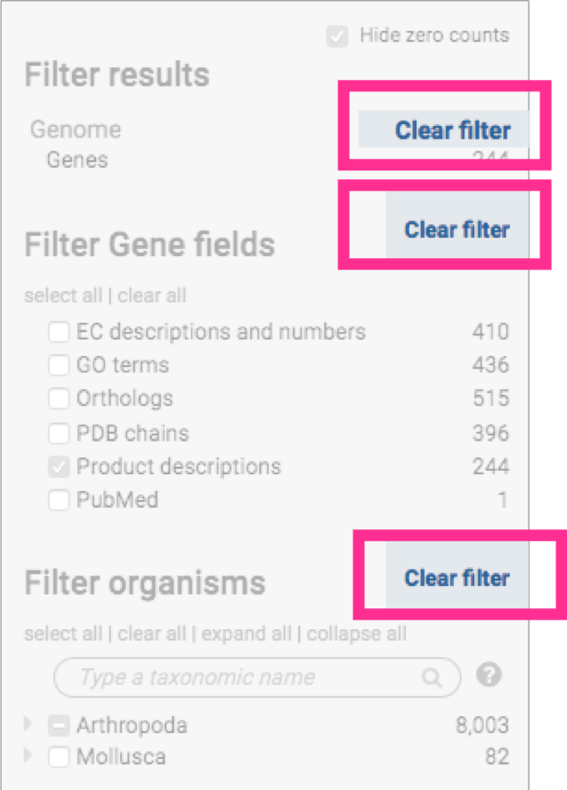 Hide zero counts
Filter results
Genome Clear filter
Genes 244
Filter Gene fields Clear filter
select all | clear all
EC descriptions and numbers 410
GO terms 436
Orthologs 515
PDB chains 396
Product descriptions 244
PubMed 1
Filter organisms Clear filter
select all | clear all | expand all | collapse all
Type a taxonomic name ?
Arthropoda 8,003
Mollusca 82